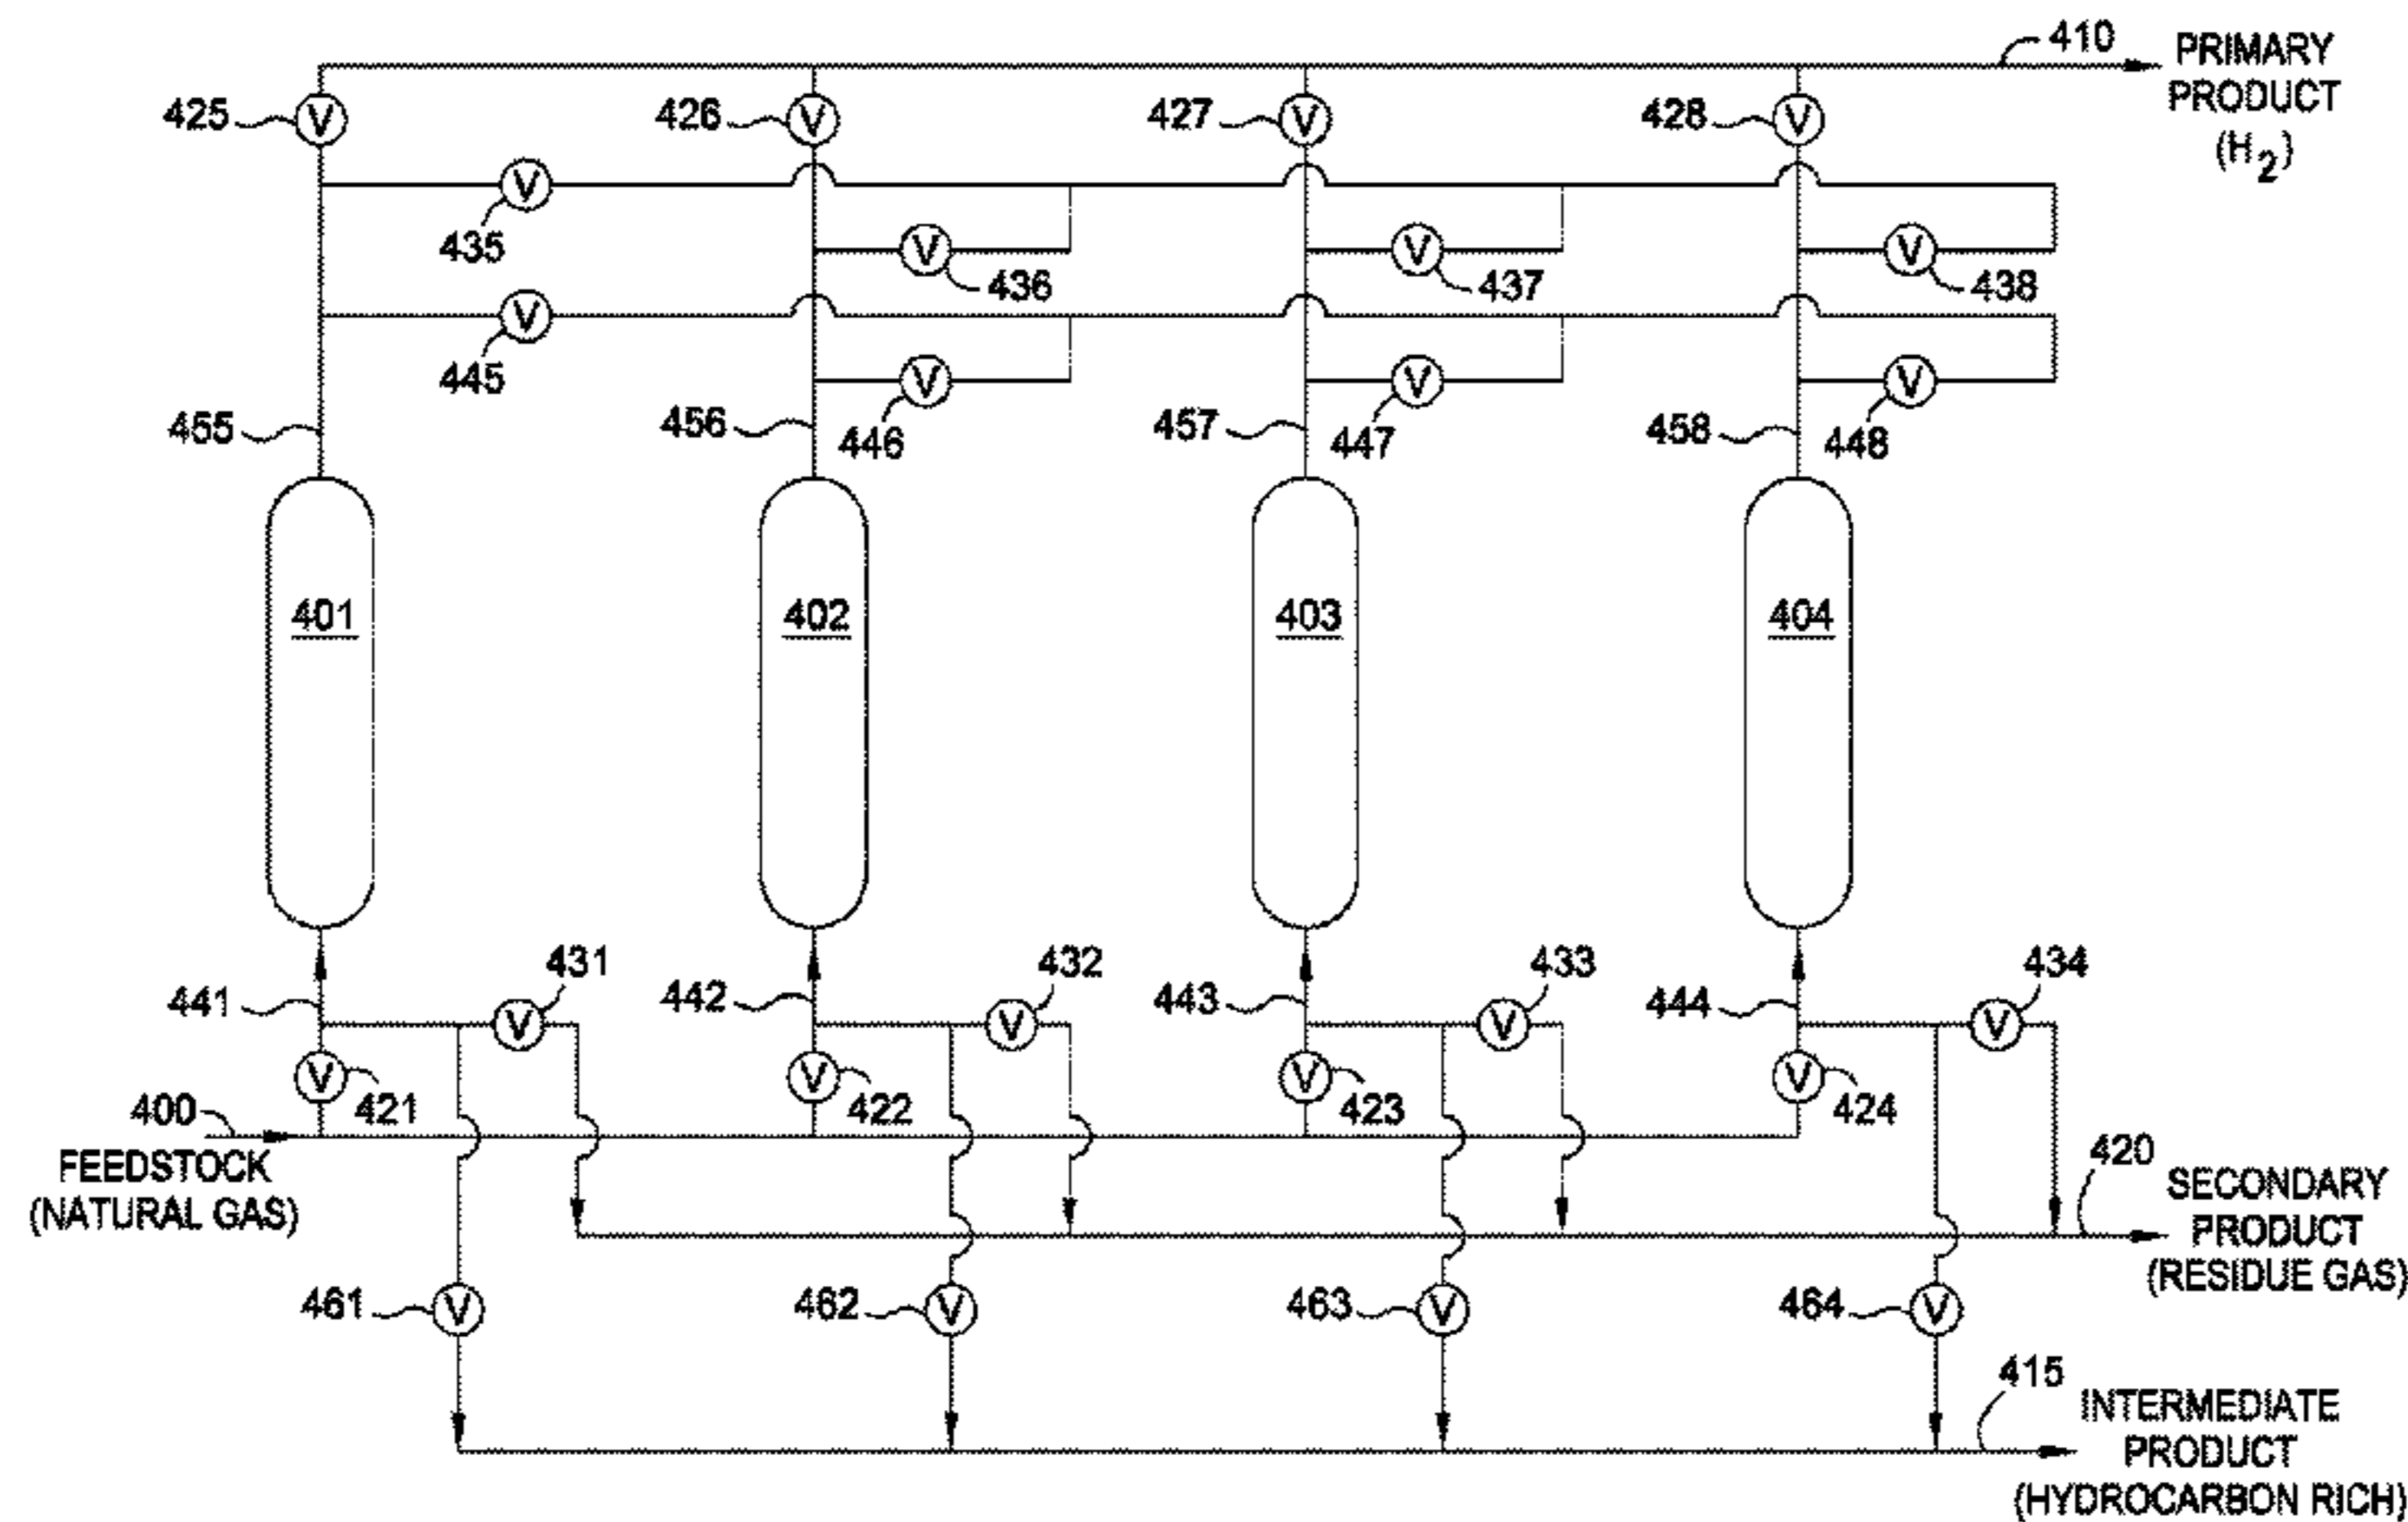 410
PRIMARY
PRODUCT
(H2)
425
V
426
V
427
V
428
V
V
435
V
436
V
437
V
438
V
445
V
446
V
447
V
448
455
456
457
458
401
402
403
404
431
432
433
434
441
442
443
444
V
V
V
V
V
421
V
422
V
423
V
424
400
FEEDSTOCK
(NATURAL GAS)
420
SECONDARY
PRODUCT
(RESIDUE GAS)
461
V
462
V
463
V
464
V
415
INTERMEDIATE
PRODUCT
(HYDROCARBON RICH)